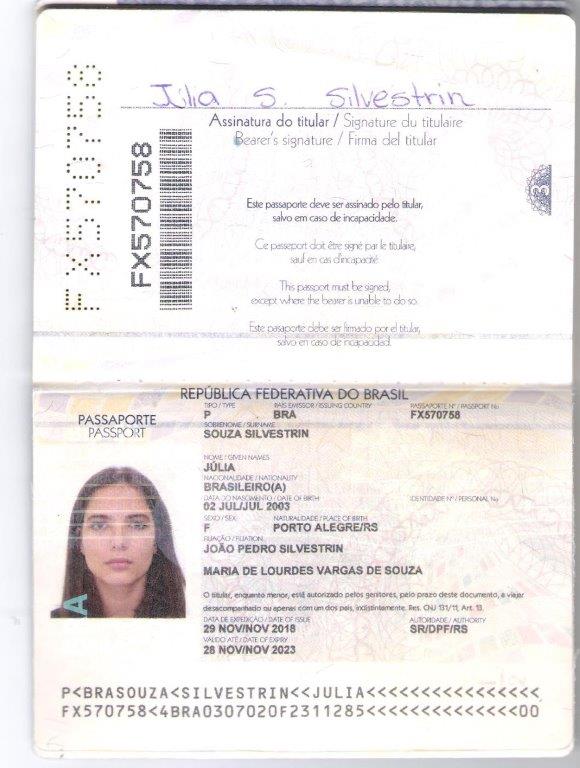 FX570758
Júlia S. Silvestrin
Assinatura do titular / Signature du titulaire
Bearer's signature / Firma del titular
FX570758
3
Este passaporte deve ser assinado pelo titular,
salvo em caso de incapacidade.
Ce passeport doit être signé par le titulaire,
sauf en cas d'incapacité.
This passport must be signed,
except where the bearer is unable to do so.
Este pasaporte debe ser firmado por el titular,
salvo en caso de incapacidad.
REPÚBLICA FEDERATIVA DO BRASIL
PASSAPORTE
PASSPORT
TIPO / TYPE PAÍS EMISSOR / ISSUING COUNTRY PASSAPORTE Nº / PASSPORT No
P BRA FX570758
SOBRENOME / SURNAME
SOUZA SILVESTRIN
NOME / GIVEN NAMES
JÚLIA
NACIONALIDADE / NATIONALITY
BRASILEIRO(A)
DATA DO NASCIMENTO / DATE OF BIRTH IDENTIDADE Nº / PERSONAL No
02 JUL/JUL 2003
SEXO / SEX NATURALIDADE / PLACE OF BIRTH
F PORTO ALEGRE/RS
FILIAÇÃO / FILIATION
JOÃO PEDRO SILVESTRIN
MARIA DE LOURDES VARGAS DE SOUZA
O titular, enquanto menor, está autorizado pelos genitores, pelo prazo deste documento, a viajar
desacompanhado ou apenas com um dos pais, indistintamente. Res. CNJ 131/11, Art. 13.
DATA DE EXPEDIÇÃO / DATE OF ISSUE AUTORIDADE / AUTHORITY
29 NOV/NOV 2018 SR/DPF/RS
VÁLIDO ATÉ / DATE OF EXPIRY
28 NOV/NOV 2023
A
P<BRASOUZA<SILVESTRIN<<JULIA<<<<<<<<<<<<<<<<
FX570758<4BRA0307020F2311285<<<<<<<<<<<<<<00